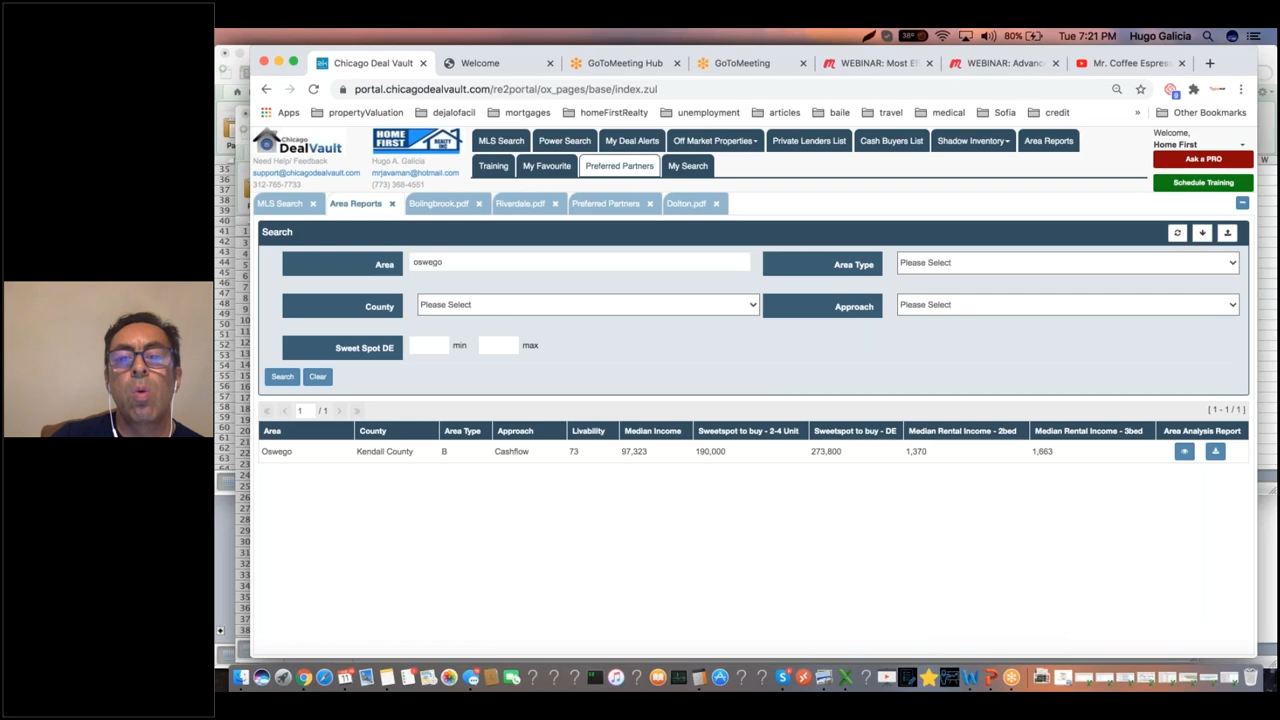 38° 80% Tue 7:21 PM Hugo Galicia
Chicago Deal Vault Welcome GoToMeeting Hub GoToMeeting WEBINAR: Most Ef WEBINAR: Advanc Mr. Coffee Espres
portal.chicagodealvault.com/re2portal/ox_pages/base/index.zul
Apps propertyValuation dejalofacil mortgages homeFirstRealty unemployment articles baile travel medical Sofia credit » Other Bookmarks
Chicago DealVault
HOME FIRST REALTY INC
MLS Search Power Search My Deal Alerts Off Market Properties Private Lenders List Cash Buyers List Shadow Inventory Area Reports
Welcome,
Home First
Need Help/ Feedback Hugo A. Galicia
Training My Favourite Preferred Partners My Search
Ask a PRO
support@chicagodealvault.com mrjavaman@hotmail.com
312-765-7733 (773) 368-4551
Schedule Training
MLS Search Area Reports Bolingbrook.pdf Riverdale.pdf Preferred Partners Dolton.pdf
Search
Area oswego Area Type Please Select
County Please Select Approach Please Select
Sweet Spot DE min max
Search Clear
1 / 1 [ 1 - 1 / 1 ]
Area County Area Type Approach Livability Median Income Sweetspot to buy - 2-4 Unit Sweetspot to buy - DE Median Rental Income - 2bed Median Rental Income - 3bed Area Analysis Report
Oswego Kendall County B Cashflow 73 97,323 190,000 273,800 1,370 1,663